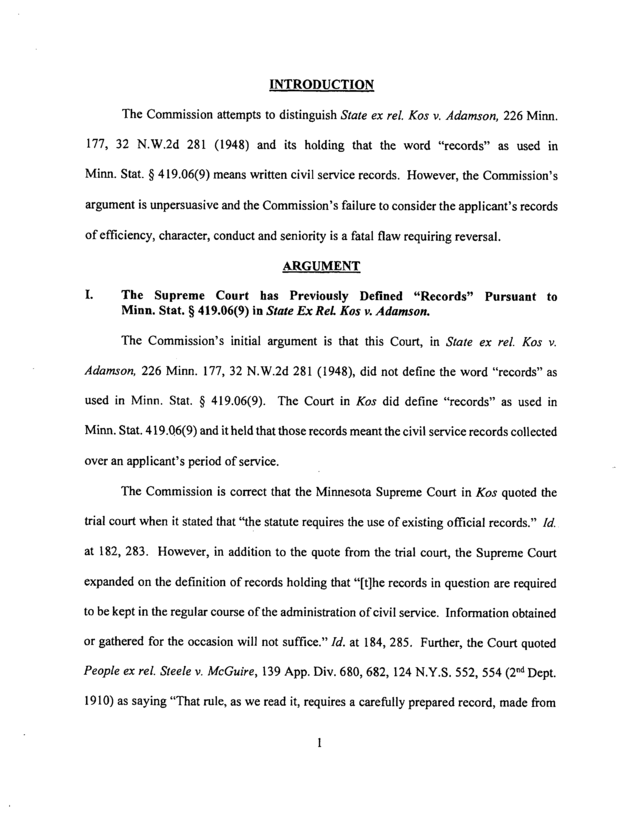 INTRODUCTION
The Commission attempts to distinguish State ex rel. Kos v. Adamson, 226 Minn.
177, 32 N.W.2d 281 (1948) and its holding that the word “records” as used in
Minn. Stat. § 419.06(9) means written civil service records. However, the Commission’s
argument is unpersuasive and the Commission’s failure to consider the applicant’s records
of efficiency, character, conduct and seniority is a fatal flaw requiring reversal.
ARGUMENT
I. The Supreme Court has Previously Defined “Records” Pursuant to
Minn. Stat. § 419.06(9) in State Ex Rel. Kos v. Adamson.
The Commission’s initial argument is that this Court, in State ex rel. Kos v.
Adamson, 226 Minn. 177, 32 N.W.2d 281 (1948), did not define the word “records” as
used in Minn. Stat. § 419.06(9). The Court in Kos did define “records” as used in
Minn. Stat. 419.06(9) and it held that those records meant the civil service records collected
over an applicant’s period of service.
The Commission is correct that the Minnesota Supreme Court in Kos quoted the
trial court when it stated that “the statute requires the use of existing official records.” Id.
at 182, 283. However, in addition to the quote from the trial court, the Supreme Court
expanded on the definition of records holding that “[t]he records in question are required
to be kept in the regular course of the administration of civil service. Information obtained
or gathered for the occasion will not suffice.” Id. at 184, 285. Further, the Court quoted
People ex rel. Steele v. McGuire, 139 App. Div. 680, 682, 124 N.Y.S. 552, 554 (2nd Dept.
1910) as saying “That rule, as we read it, requires a carefully prepared record, made from
1